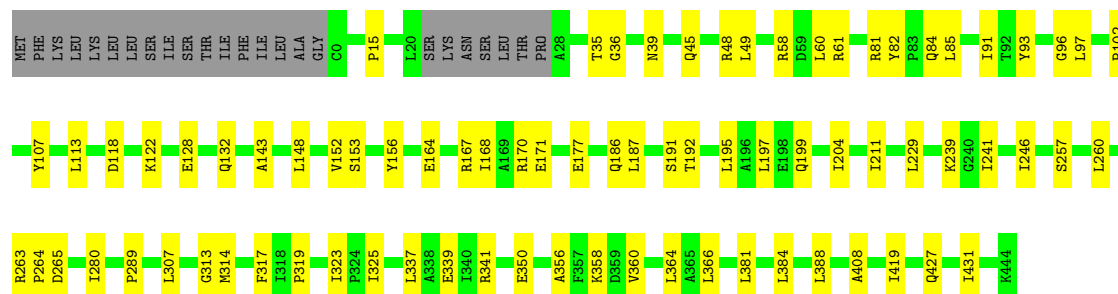 MET PHE LYS LYS LEU LEU SER ILE SER THR ILE PHE ILE LEU ALA GLY C0 P15 L20 SER LYS ASN SER LEU THR PRO A28 T35 G36 N39 Q45 R48 L49 R58 D59 L60 R61 R81 Y82 P83 Q84 L85 I91 T92 Y93 G96 L97
Y107 L113 D118 K122 E128 Q132 A143 L148 V152 S153 Y156 E164 R167 I168 A169 R170 E171 E177 Q186 L187 S191 T192 L195 A196 L197 E198 Q199 I204 I211 L229 K239 G240 I241 I246 S257 L260
R263 P264 D265 I280 P289 L307 G313 M314 F317 I318 P319 I323 P324 I325 L337 A338 E339 I340 R341 E350 A356 F357 K358 D359 V360 L364 A365 L366 L381 L384 L388 A408 I419 Q427 I431 K444